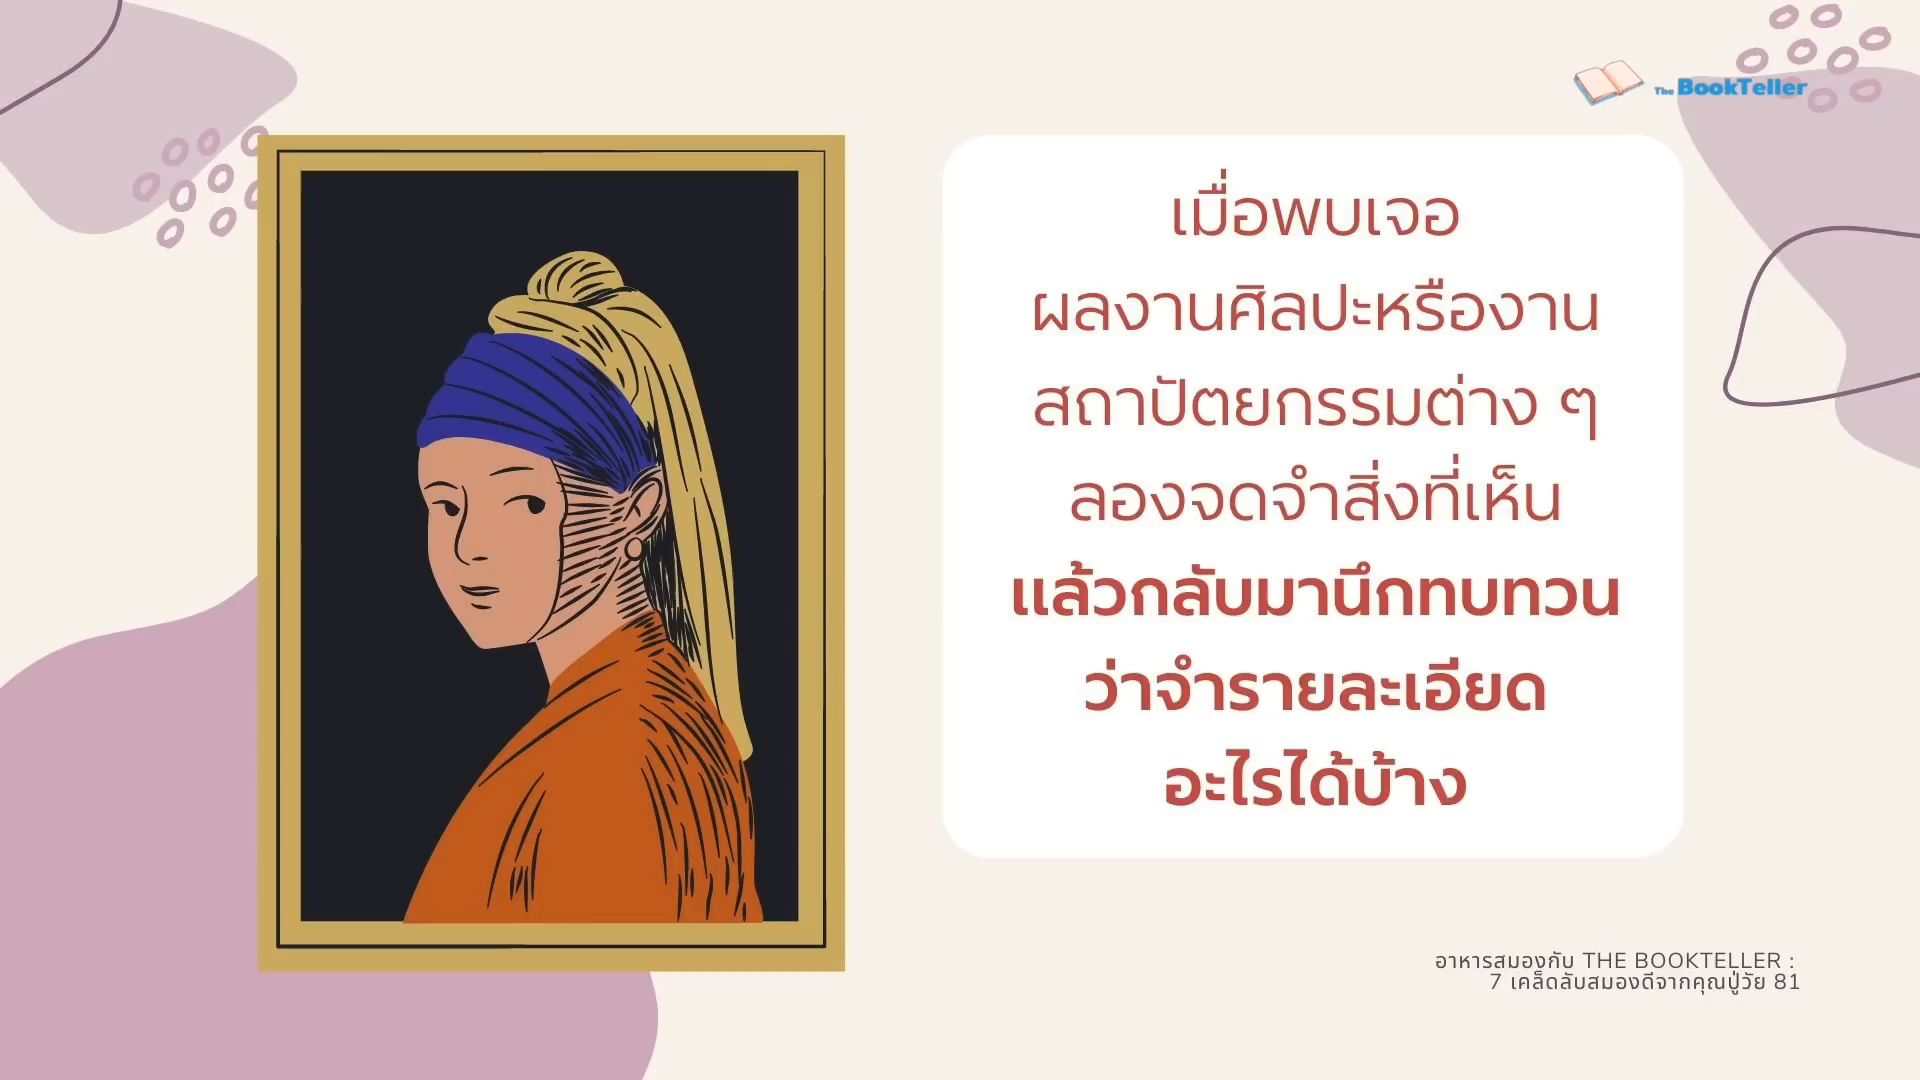 The BookTeller
เมื่อพบเจอ
ผลงานศิลปะหรืองาน
สถาปัตยกรรมต่าง ๆ
ลองจดจำสิ่งที่เห็น
แล้วกลับมานึกทบทวน
ว่าจำรายละเอียด
อะไรได้บ้าง
อาหารสมองกับ THE BOOKTELLER :
7 เคล็ดลับสมองดีจากคุณปู่วัย 81